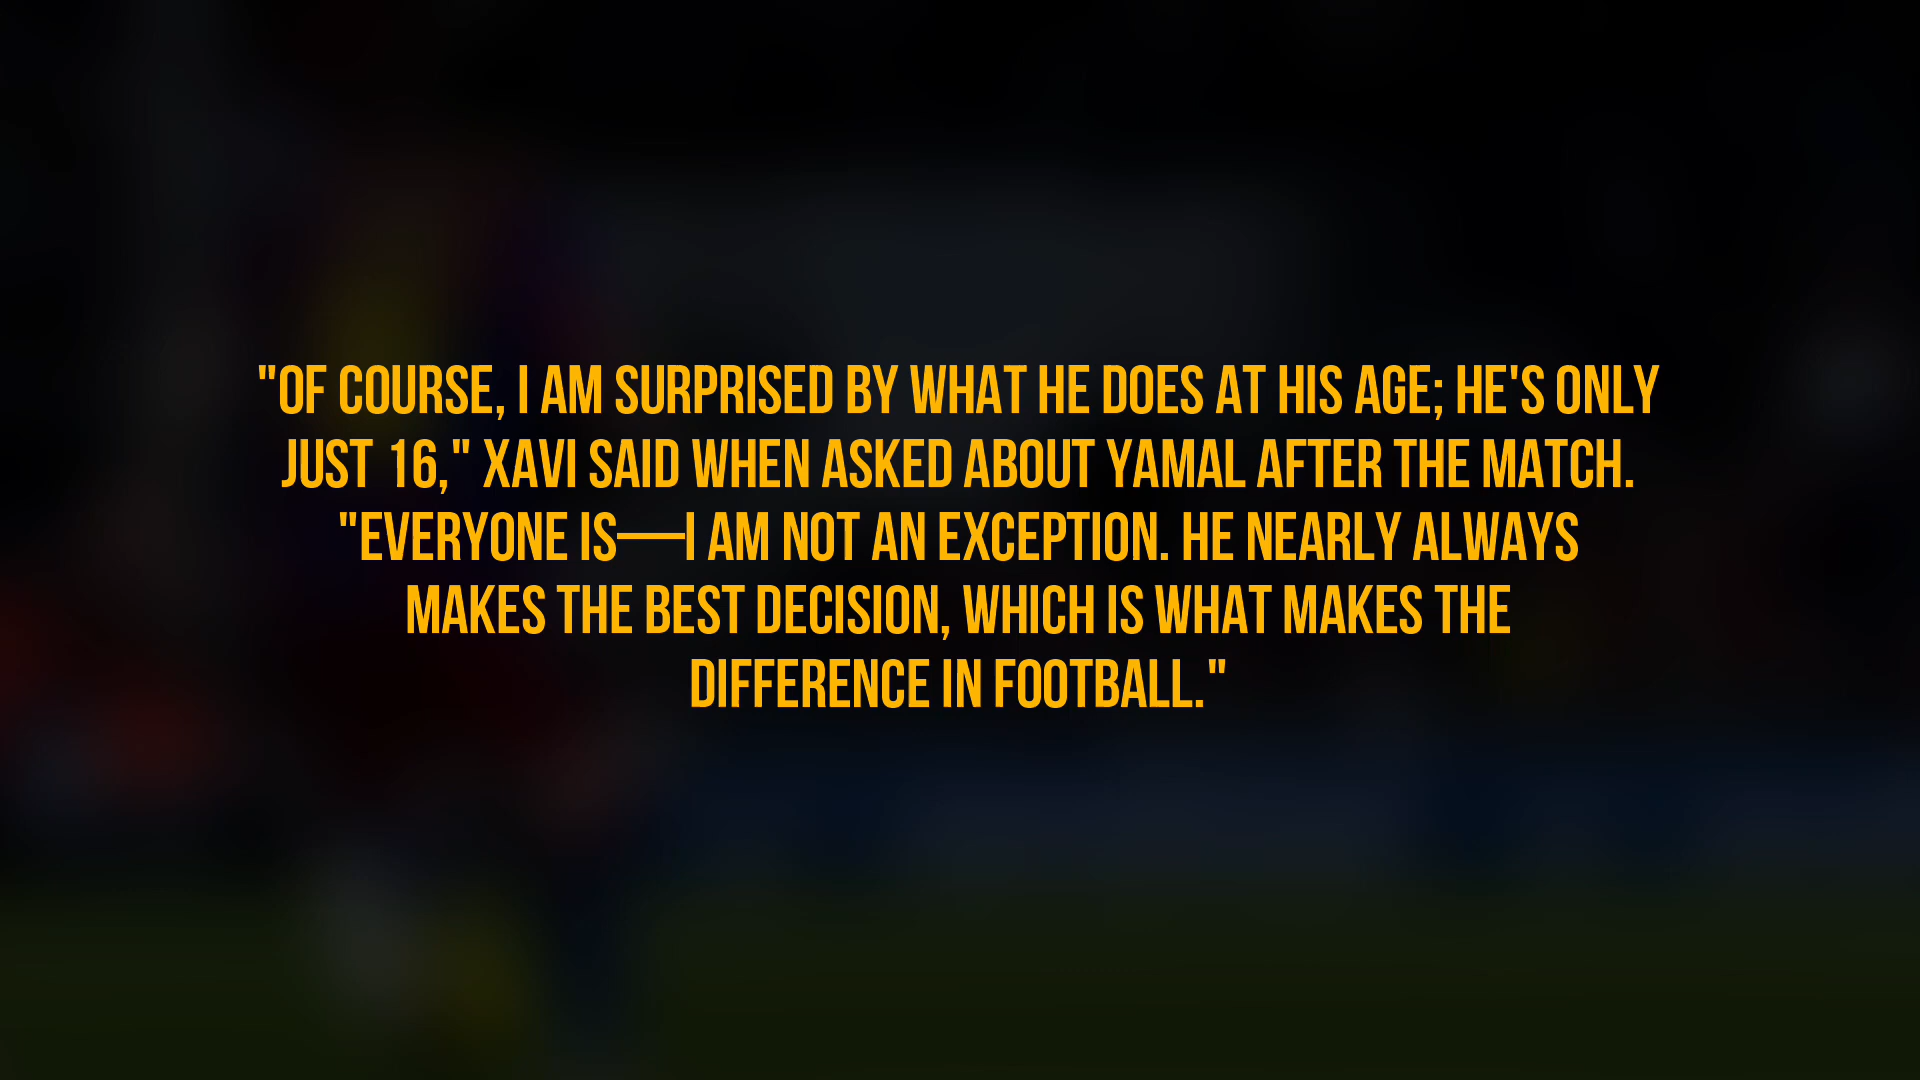 "OF COURSE, I AM SURPRISED BY WHAT HE DOES AT HIS AGE; HE'S ONLY
JUST 16," XAVI SAID WHEN ASKED ABOUT YAMAL AFTER THE MATCH.
"EVERYONE IS—I AM NOT AN EXCEPTION. HE NEARLY ALWAYS
MAKES THE BEST DECISION, WHICH IS WHAT MAKES THE
DIFFERENCE IN FOOTBALL."